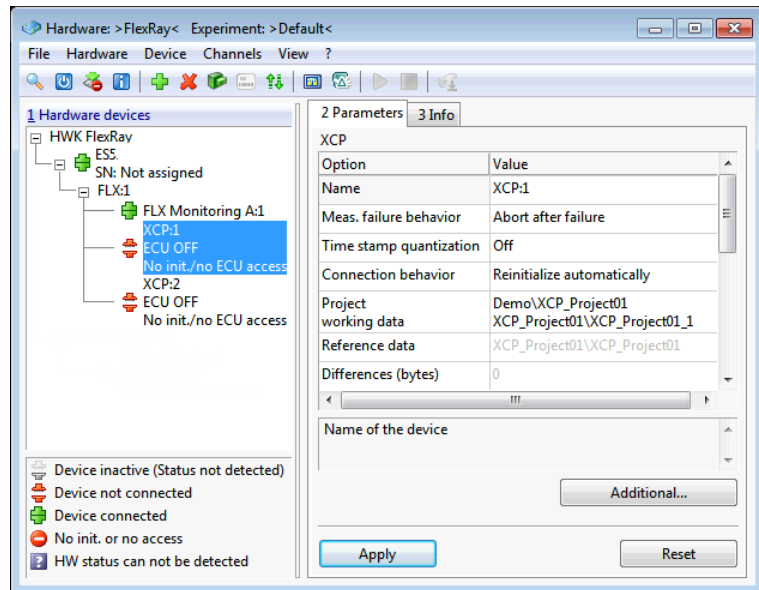 Hardware: >FlexRay< Experiment: >Default<
File Hardware Device Channels View ?
1 Hardware devices
HWK FlexRay
ES5.
SN: Not assigned
FLX:1
FLX Monitoring A:1
XCP:1
ECU OFF
No init./no ECU access
XCP:2
ECU OFF
No init./no ECU access
Device inactive (Status not detected)
Device not connected
Device connected
No init. or no access
HW status can not be detected
2 Parameters 3 Info
XCP
Option Value
Name XCP:1
Meas. failure behavior Abort after failure
Time stamp quantization Off
Connection behavior Reinitialize automatically
Project Demo\XCP_Project01
working data XCP_Project01\XCP_Project01_1
Reference data XCP_Project01\XCP_Project01
Differences (bytes) 0
Name of the device
Additional...
Apply Reset